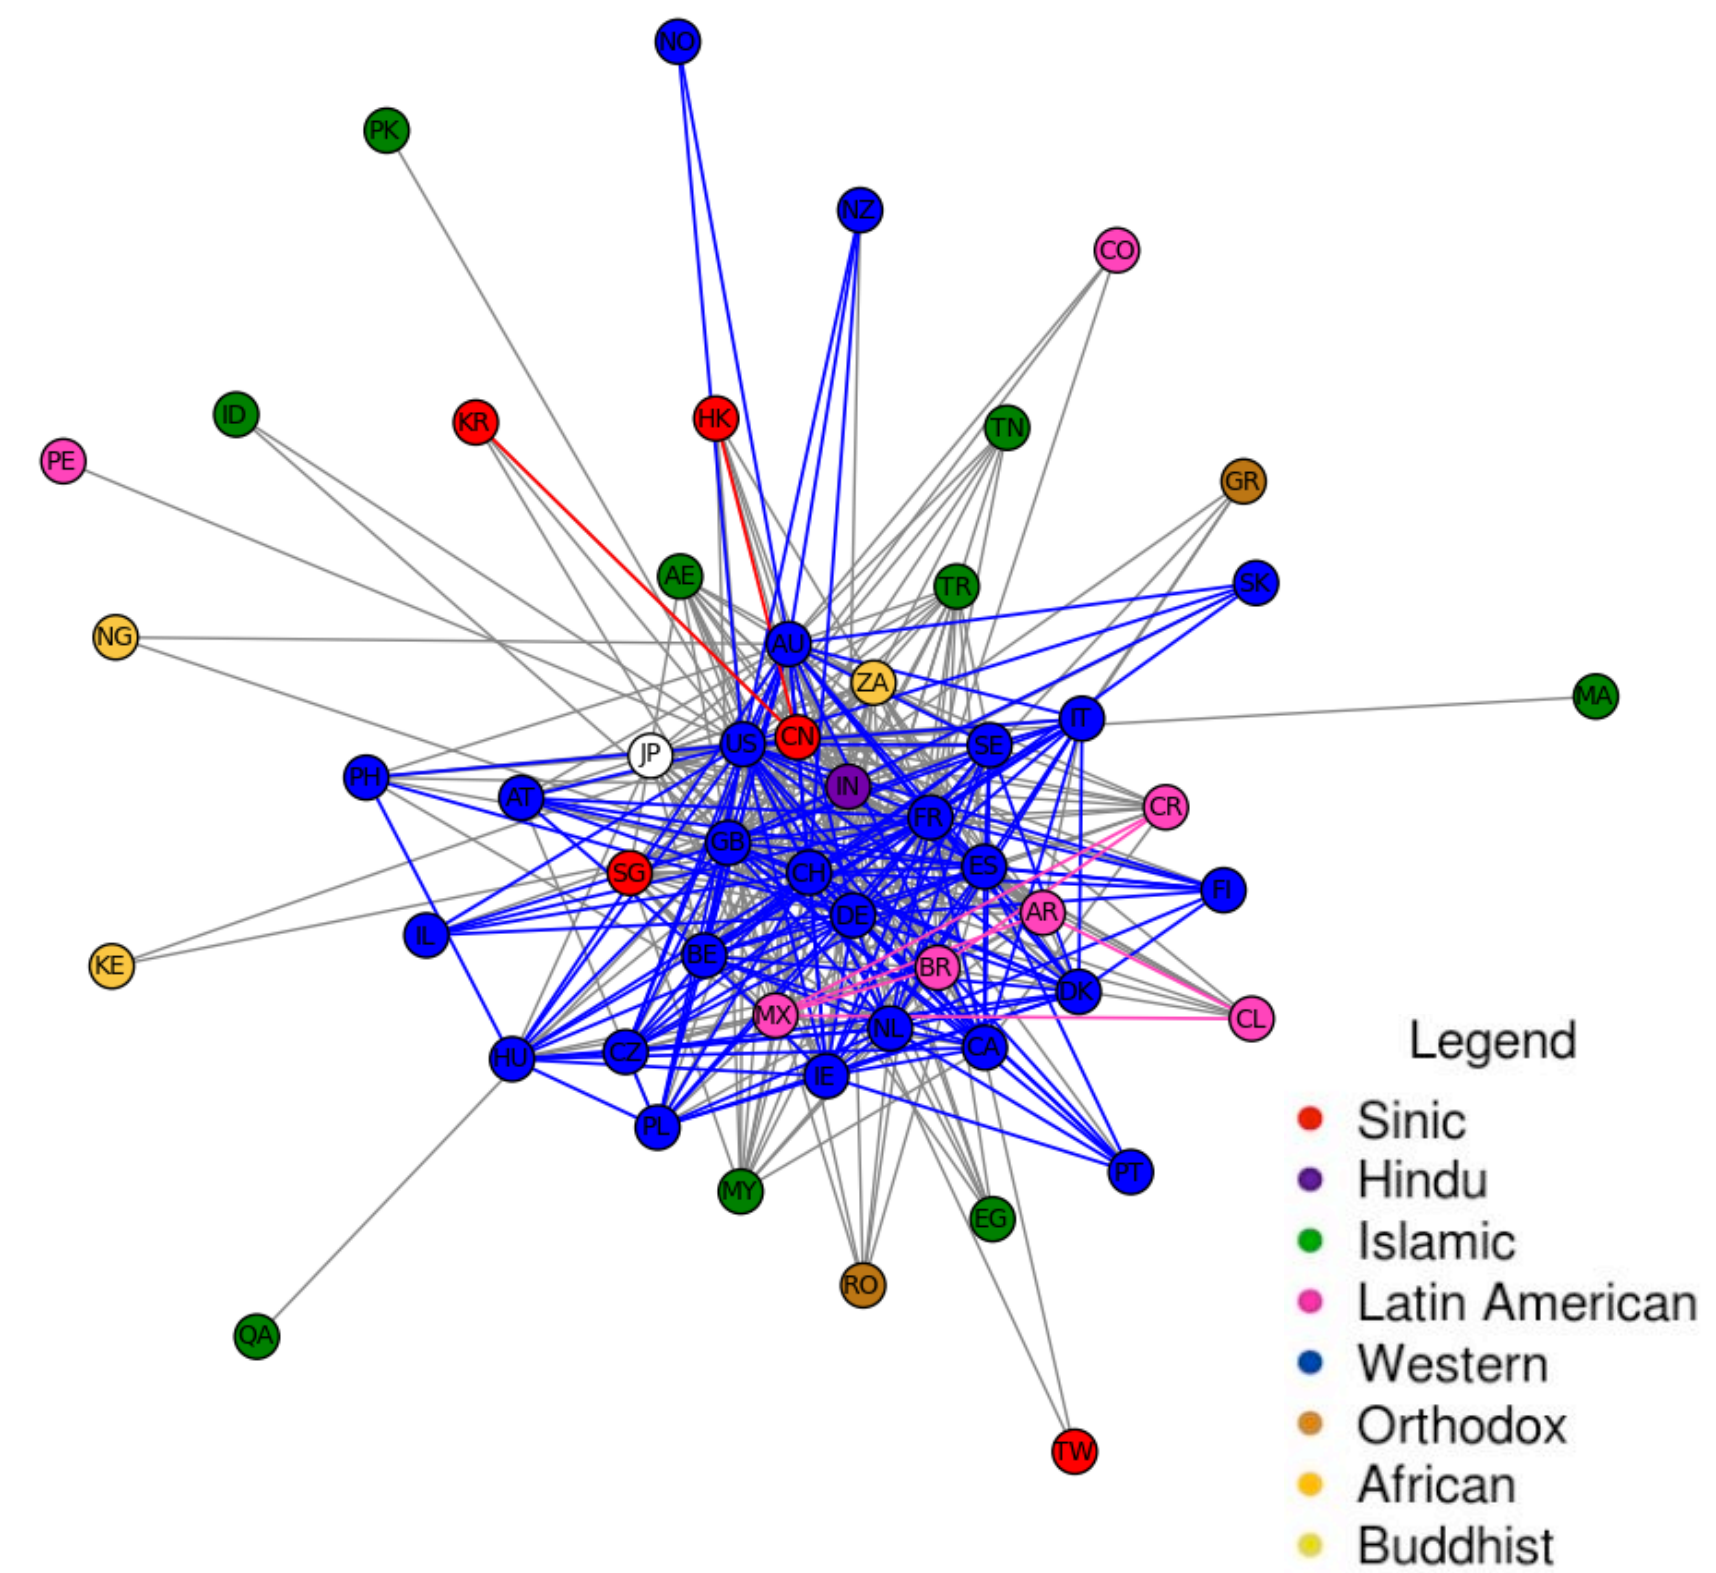 NO
PK
NZ
CO
ID
KR
HK
TN
PE
GR
AE
TR
SK
NG
AU
ZA
MA
IT
US
CN
SE
JP
PH
IN
AT
CR
FR
GB
ES
SG
CH
FI
DE
AR
IL
BE
BR
KE
DK
MX
CL
NL
Legend
CA
HU
CZ
IE
Sinic
PL
PT
Hindu
MY
EG
Islamic
RO
Latin American
QA
Western
Orthodox
TW
African
Buddhist